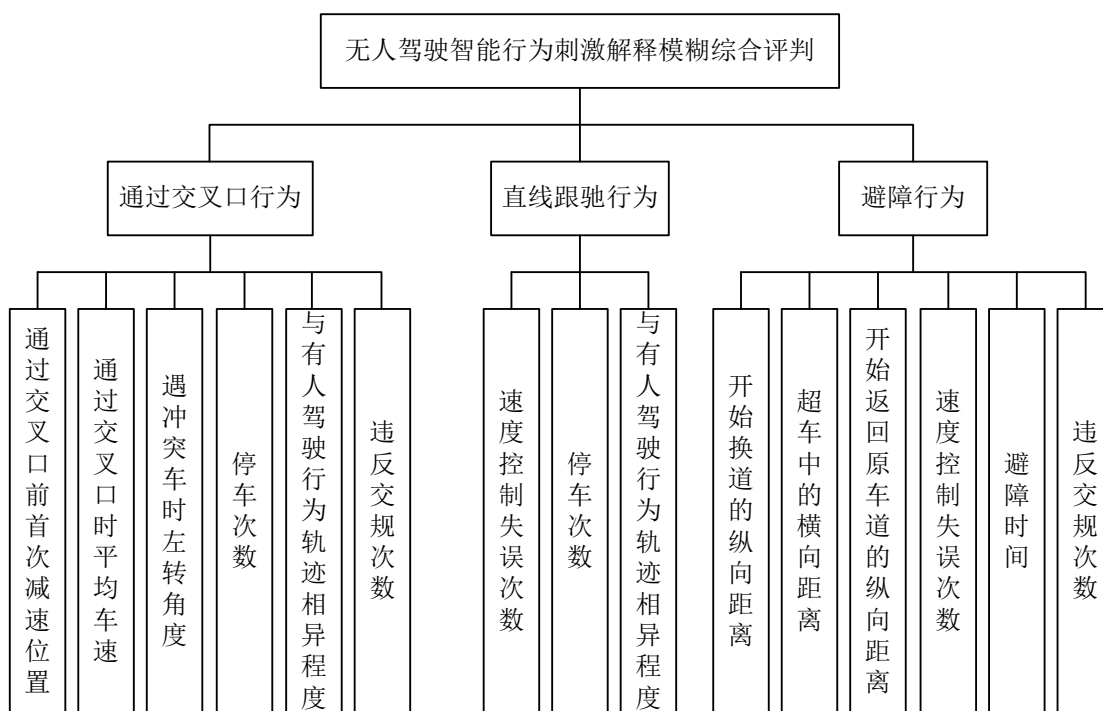 无人驾驶智能行为刺激解释模糊综合评判
通过交叉口行为
直线跟驰行为
避障行为
通过交叉口前首次减速位置
通过交叉口时平均车速
遇冲突车时左转角度
停车次数
与有人驾驶行为轨迹相异程度
违反交规次数
速度控制失误次数
停车次数
与有人驾驶行为轨迹相异程度
开始换道的纵向距离
超车中的横向距离
开始返回原车道的纵向距离
速度控制失误次数
避障时间
违反交规次数